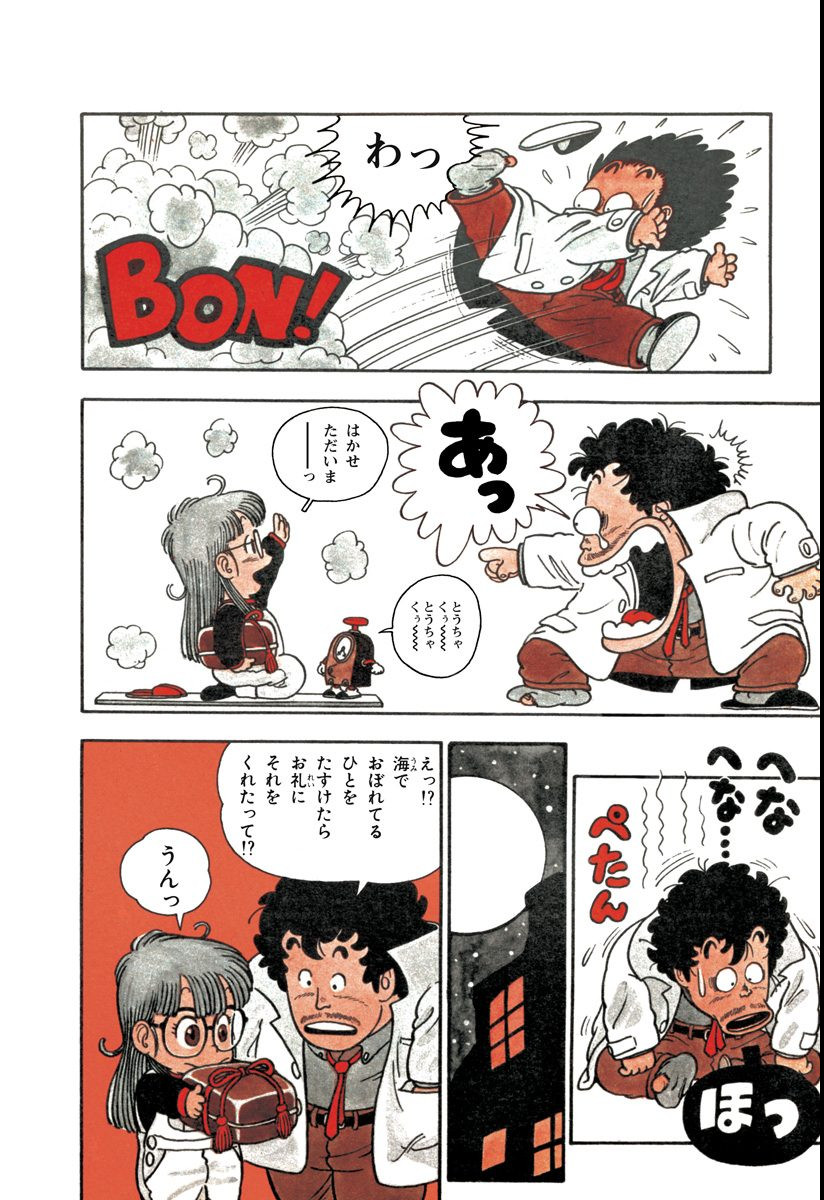 わっ
BON!
あっ
はかせ
ただいま
──っ
とうちゃ
くぅ～～～
とうちゃ
くぅ～～～
へな
へな…
ぺたん
ほっ
えっ!?
海で
おぼれてる
ひとを
たすけたら
お礼に
それを
くれたって!?
うんっ